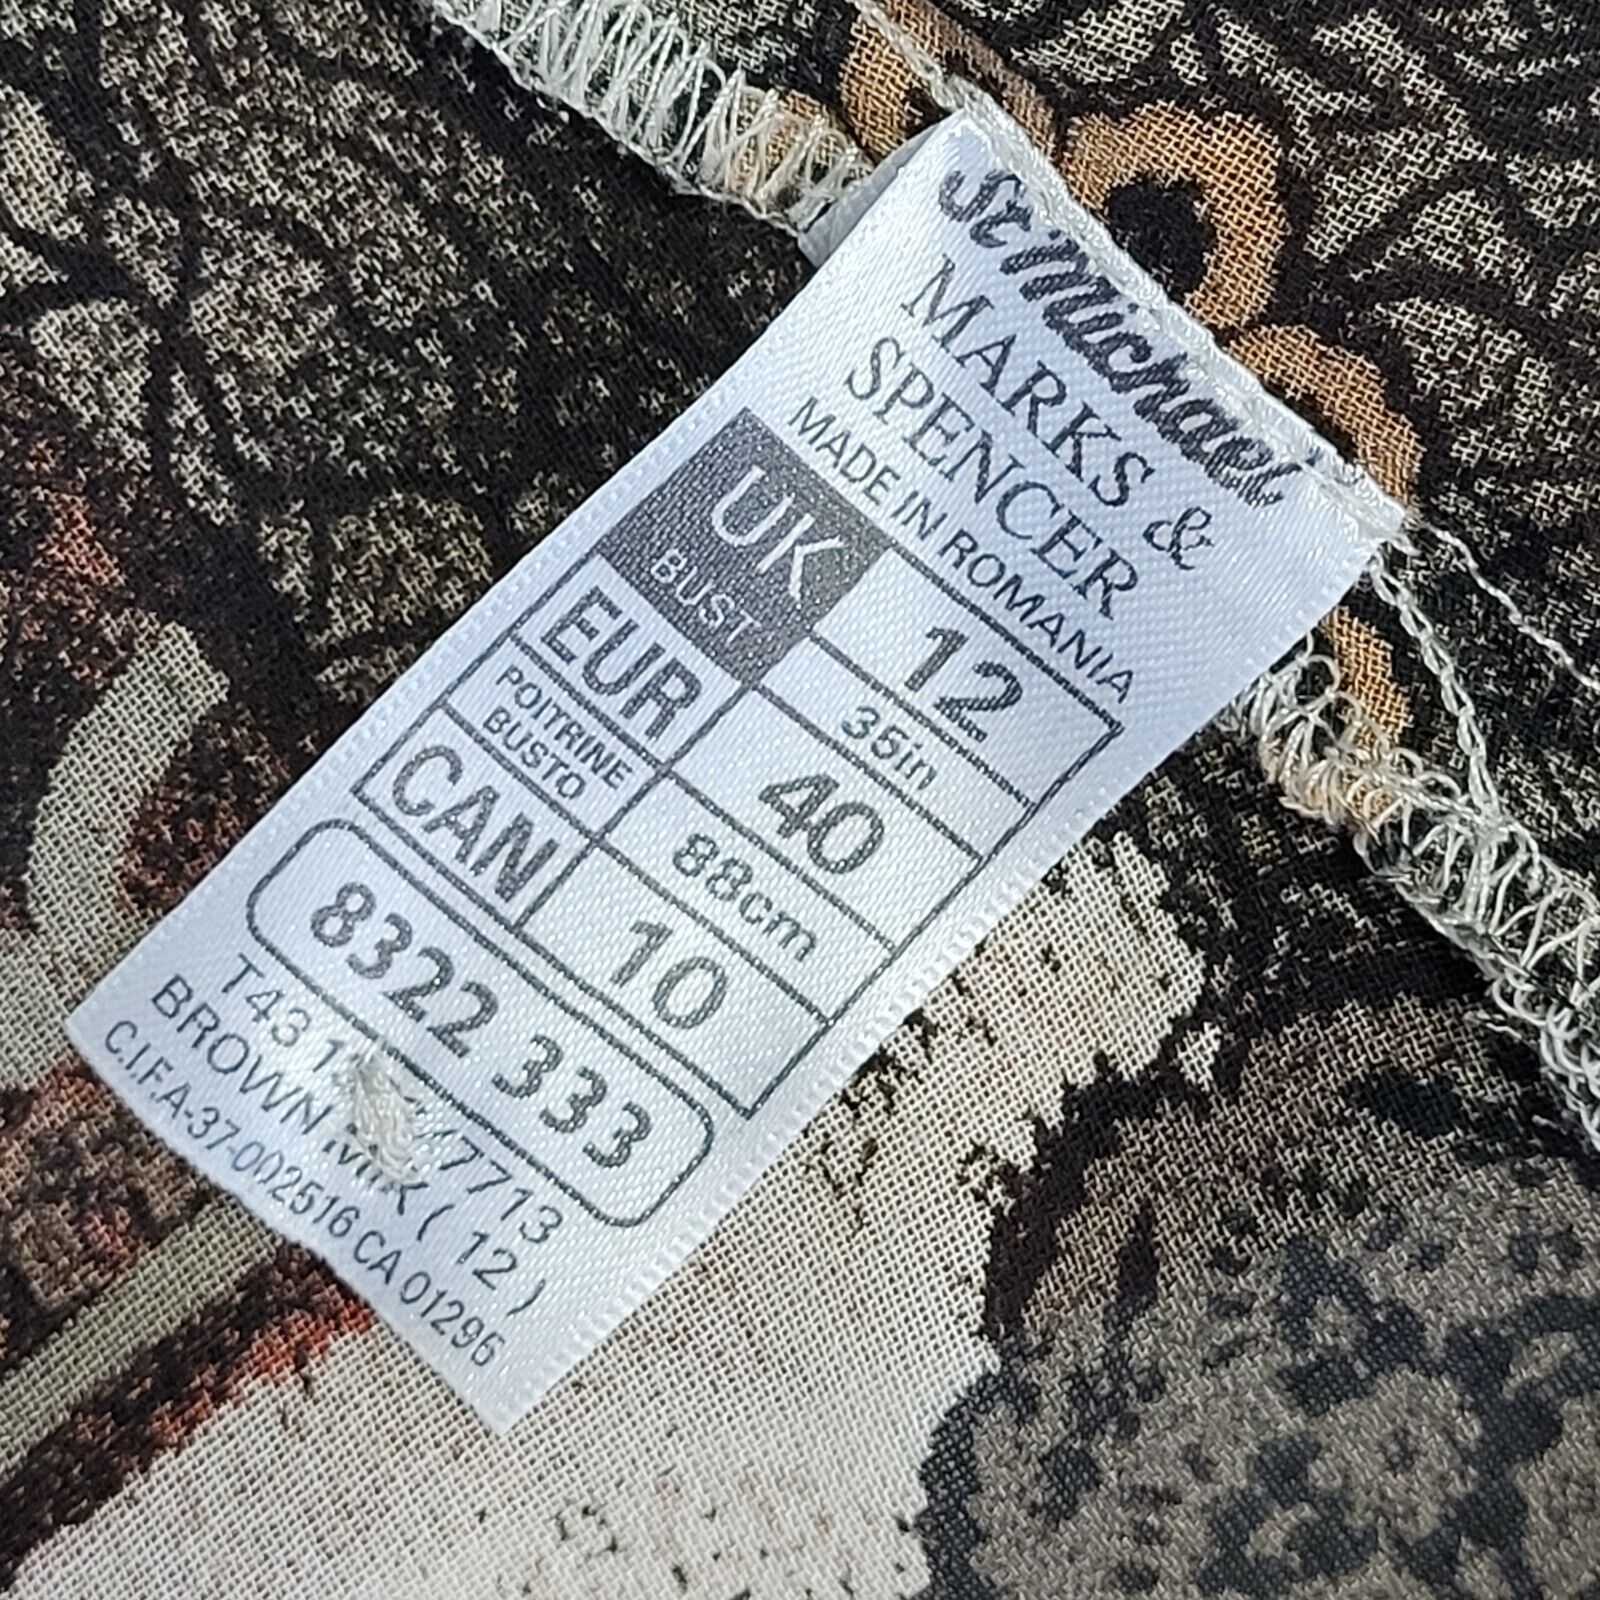 St Michael
MARKS &
SPENCER
MADE IN ROMANIA
UK 12
BUST 35in
EUR 40
POITRINE
BUSTO 88cm
CAN 10
8322 333
T43 7713
BROWN MIX ( 12 )
C.I.F.A-37-002516 CA 01296